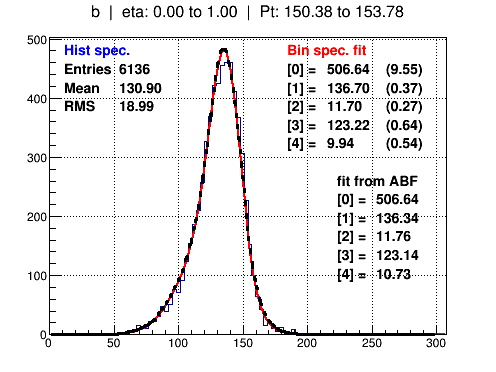 b | eta: 0.00 to 1.00 | Pt: 150.38 to 153.78
Hist spec.
Entries 6136
Mean 130.90
RMS 18.99
Bin spec. fit
[0] = 506.64 (9.55)
[1] = 136.70 (0.37)
[2] = 11.70 (0.27)
[3] = 123.22 (0.64)
[4] = 9.94 (0.54)
fit from ABF
[0] = 506.64
[1] = 136.34
[2] = 11.76
[3] = 123.14
[4] = 10.73
500
400
300
200
100
0
0 50 100 150 200 250 300